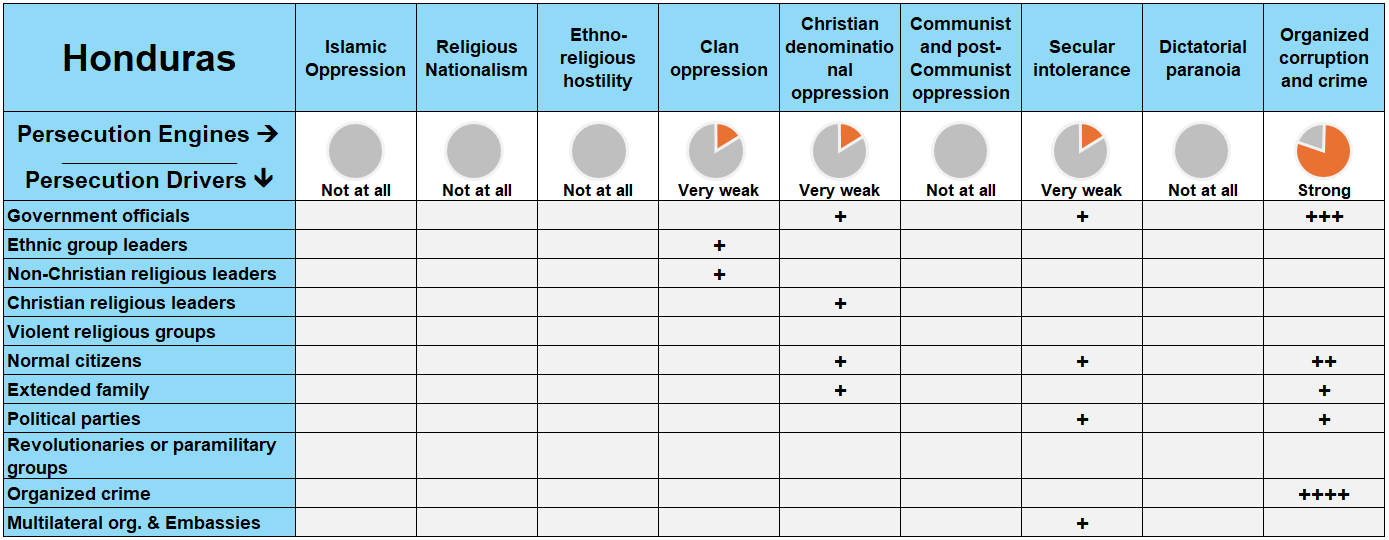 Honduras
Islamic
Oppression
Religious
Nationalism
Ethno-
religious
hostility
Clan
oppression
Christian
denominatio
nal
oppression
Communist
and post-
Communist
oppression
Secular
intolerance
Dictatorial
paranoia
Organized
corruption
and crime
Persecution Engines →
Persecution Drivers ↓
Not at all
Not at all
Not at all
Very weak
Very weak
Not at all
Very weak
Not at all
Strong
Government officials + + +++
Ethnic group leaders +
Non-Christian religious leaders +
Christian religious leaders +
Violent religious groups
Normal citizens + + ++
Extended family + +
Political parties + +
Revolutionaries or paramilitary
groups
Organized crime ++++
Multilateral org. & Embassies +